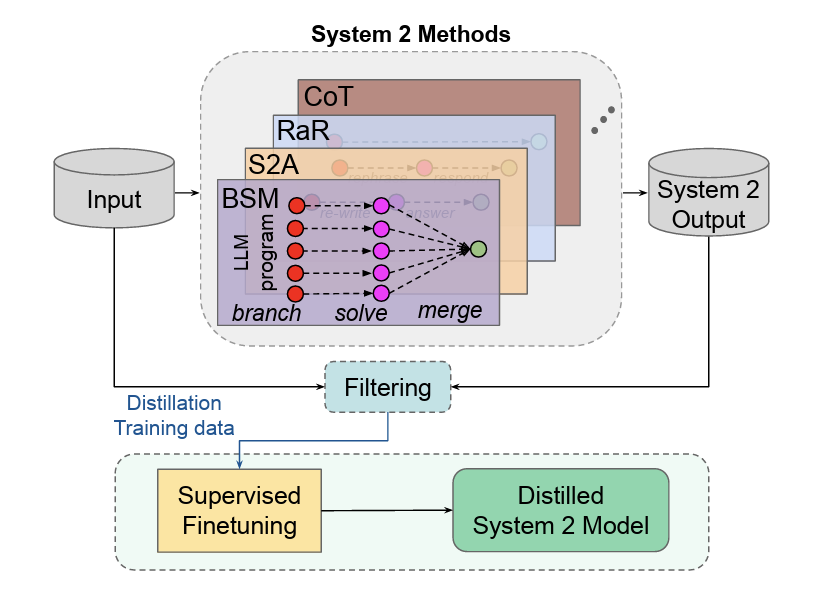 System 2 Methods
CoT
RaR
rephrase
respond
S2A
re-write
answer
BSM
LLM
program
branch
solve
merge
Input
System 2
Output
Filtering
Distillation
Training data
Supervised
Finetuning
Distilled
System 2 Model